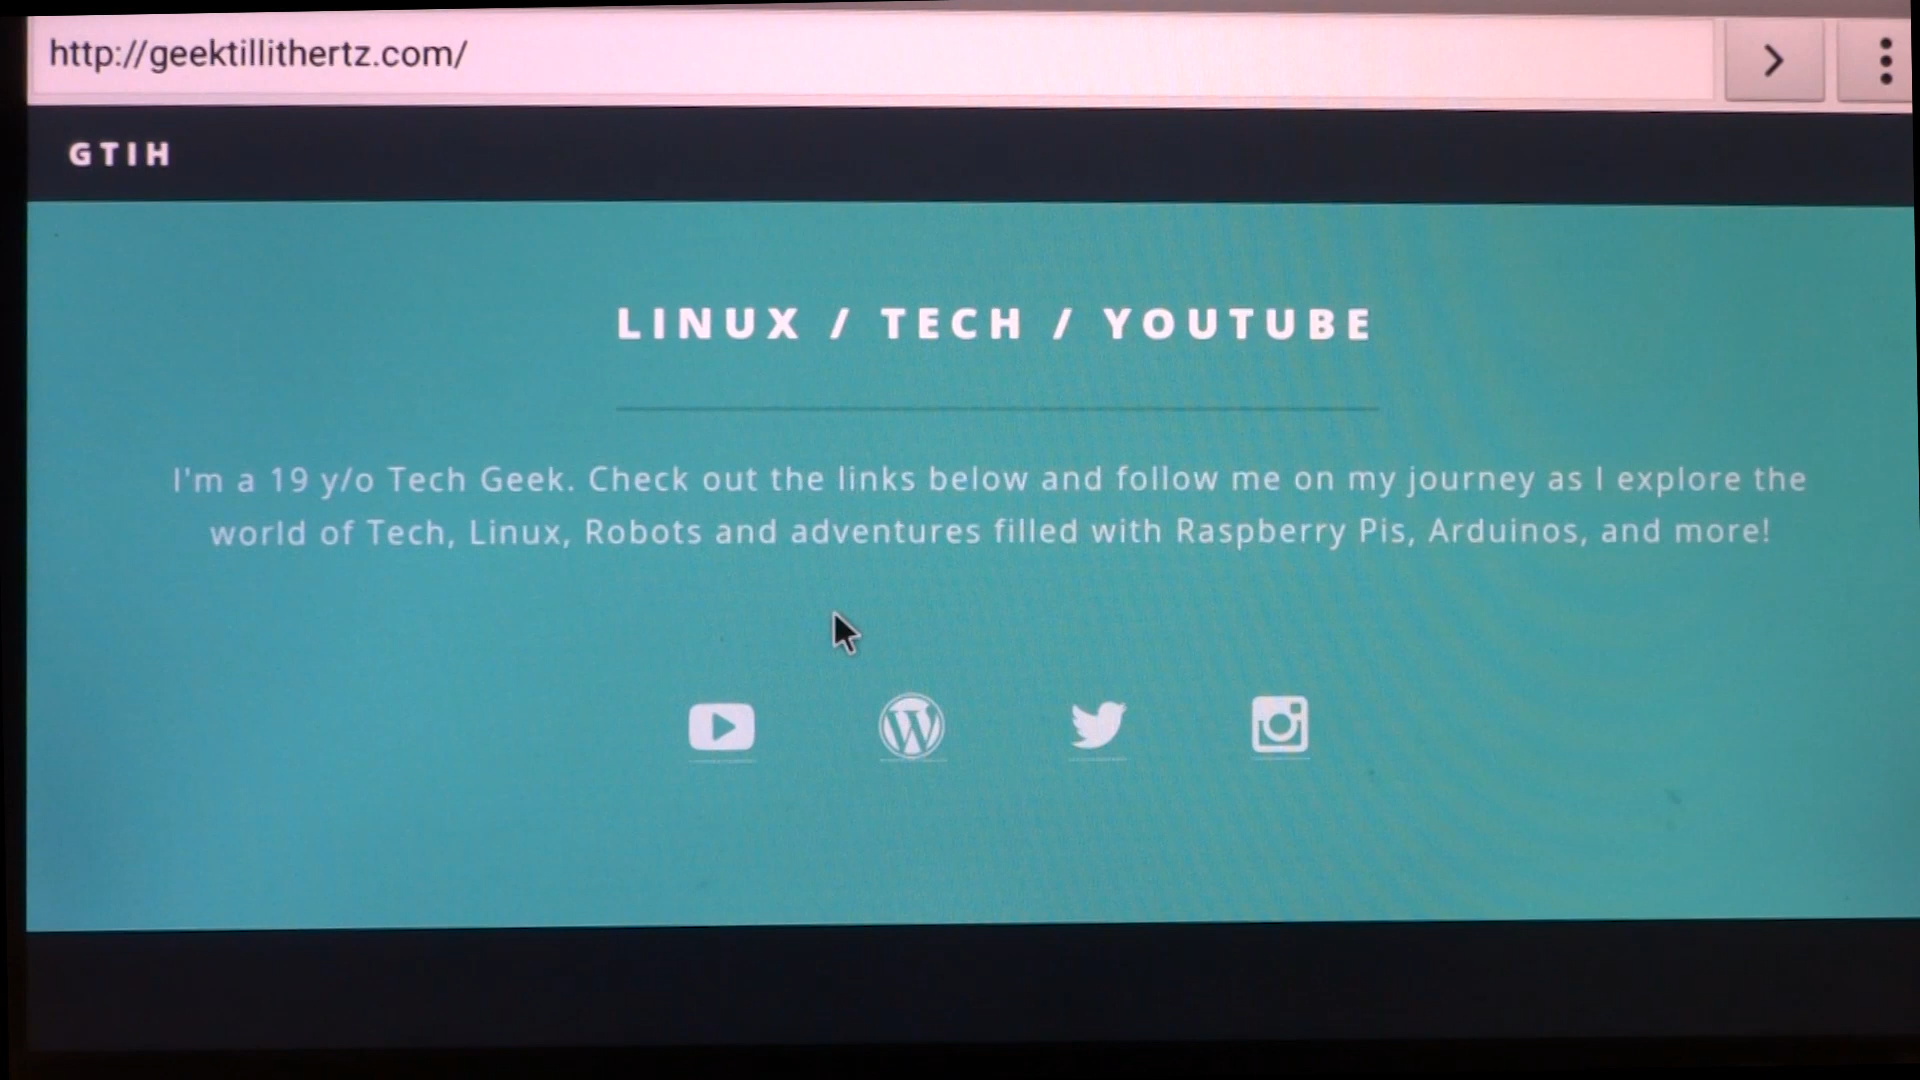 http://geektillithertz.com/
GTIH
LINUX / TECH / YOUTUBE
I'm a 19 y/o Tech Geek. Check out the links below and follow me on my journey as I explore the
world of Tech, Linux, Robots and adventures filled with Raspberry Pis, Arduinos, and more!